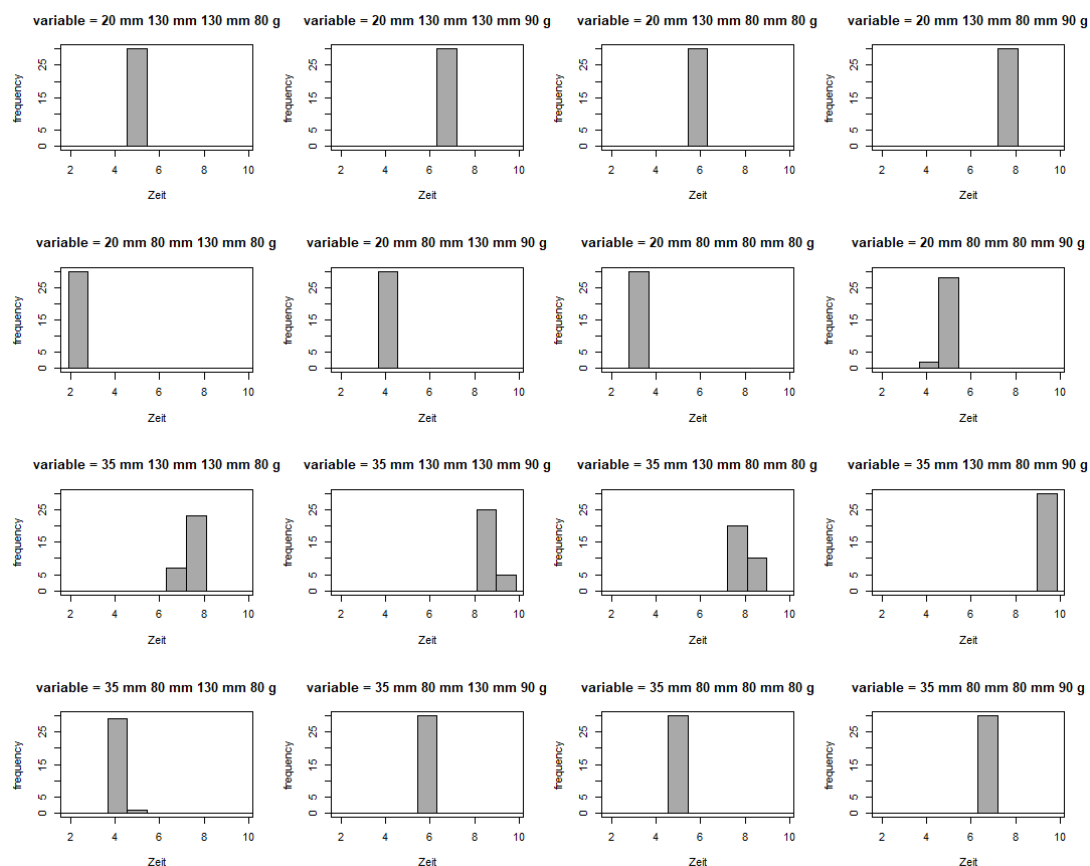 variable = 20 mm 130 mm 130 mm 80 g
frequency
0 5 15 25
2 4 6 8 10
Zeit
variable = 20 mm 130 mm 130 mm 90 g
frequency
0 5 15 25
2 4 6 8 10
Zeit
variable = 20 mm 130 mm 80 mm 80 g
frequency
0 5 15 25
2 4 6 8 10
Zeit
variable = 20 mm 130 mm 80 mm 90 g
frequency
0 5 15 25
2 4 6 8 10
Zeit
variable = 20 mm 80 mm 130 mm 80 g
frequency
0 5 15 25
2 4 6 8 10
Zeit
variable = 20 mm 80 mm 130 mm 90 g
frequency
0 5 15 25
2 4 6 8 10
Zeit
variable = 20 mm 80 mm 80 mm 80 g
frequency
0 5 15 25
2 4 6 8 10
Zeit
variable = 20 mm 80 mm 80 mm 90 g
frequency
0 5 15 25
2 4 6 8 10
Zeit
variable = 35 mm 130 mm 130 mm 80 g
frequency
0 5 15 25
2 4 6 8 10
Zeit
variable = 35 mm 130 mm 130 mm 90 g
frequency
0 5 15 25
2 4 6 8 10
Zeit
variable = 35 mm 130 mm 80 mm 80 g
frequency
0 5 15 25
2 4 6 8 10
Zeit
variable = 35 mm 130 mm 80 mm 90 g
frequency
0 5 15 25
2 4 6 8 10
Zeit
variable = 35 mm 80 mm 130 mm 80 g
frequency
0 5 15 25
2 4 6 8 10
Zeit
variable = 35 mm 80 mm 130 mm 90 g
frequency
0 5 15 25
2 4 6 8 10
Zeit
variable = 35 mm 80 mm 80 mm 80 g
frequency
0 5 15 25
2 4 6 8 10
Zeit
variable = 35 mm 80 mm 80 mm 90 g
frequency
0 5 15 25
2 4 6 8 10
Zeit